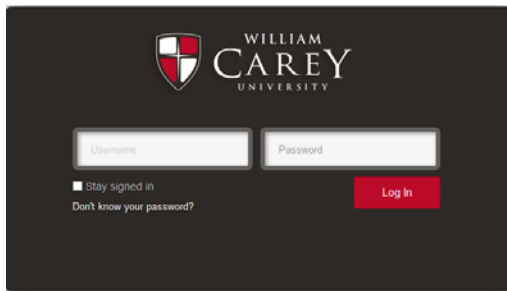 WILLIAM
CAREY
UNIVERSITY
Username
Password
Stay signed in
Log In
Don't know your password?